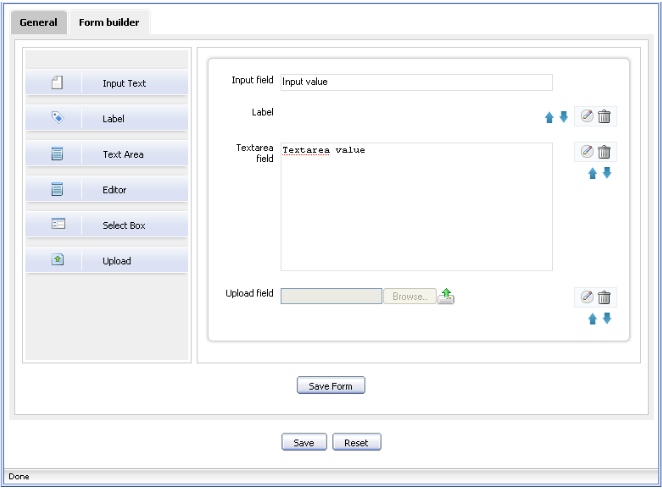 General Form builder
Input Text
Label
Text Area
Editor
Select Box
Upload
Input field Input value
Label
Textarea field Textarea value
Upload field Browse...
Save Form
Save Reset
Done